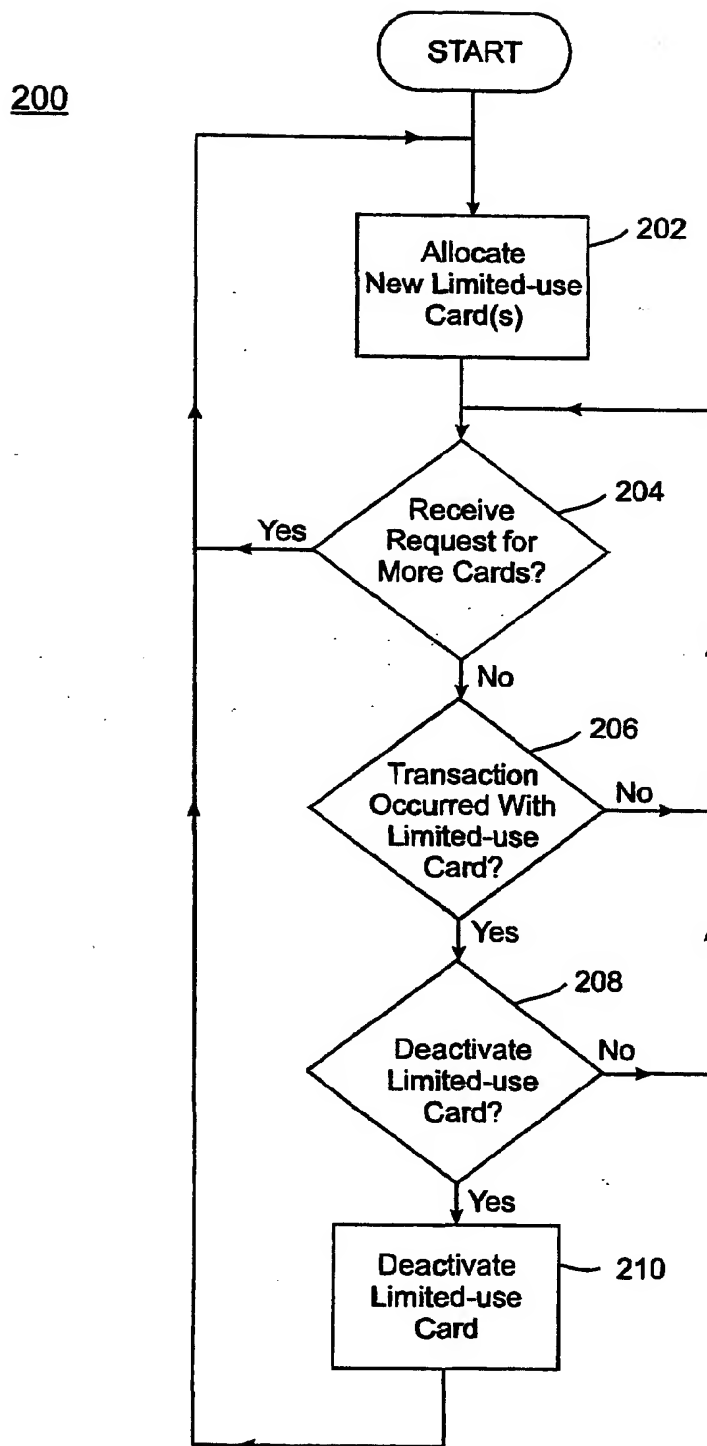 START
200
202
Allocate
New Limited-use
Card(s)
204
Receive
Request for
More Cards?
Yes
No
206
Transaction
Occurred With
Limited-use
Card?
No
Yes
208
Deactivate
Limited-use
Card?
No
Yes
Deactivate
Limited-use
Card
210